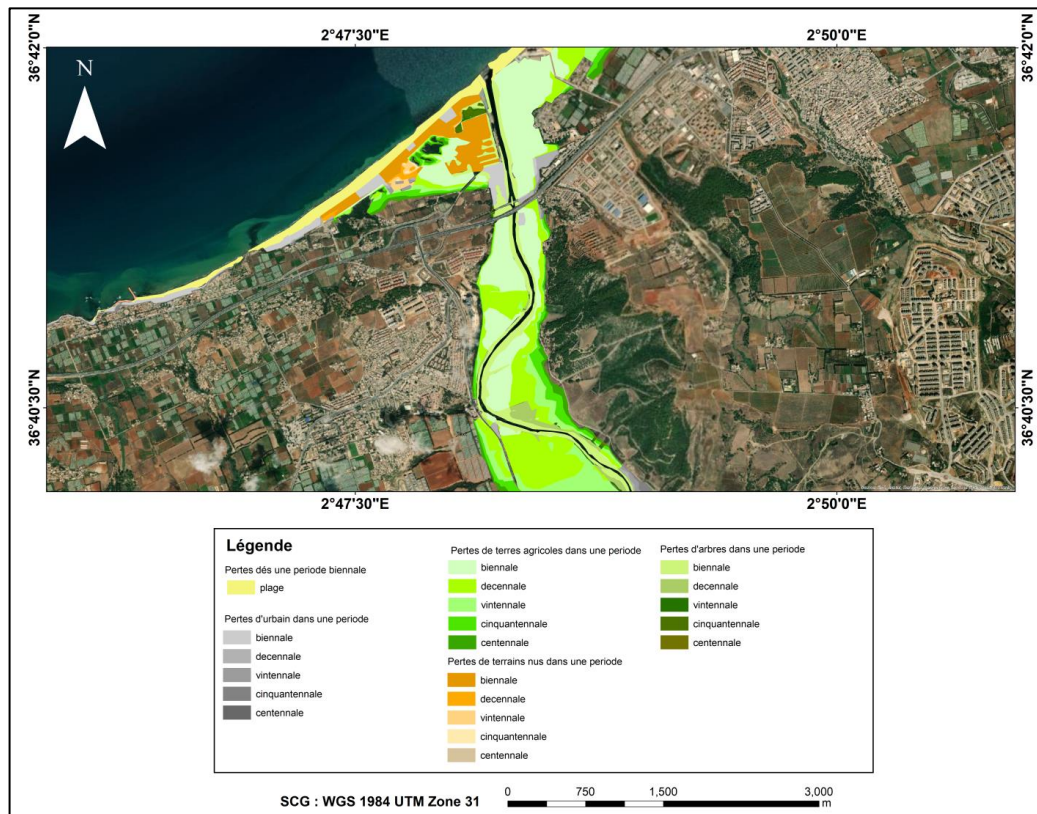 2°47'30"N
2°50'0"N
36°42'0"N
36°42'0"N
N
36°40'30"N
36°40'30"N
2°47'30"N
2°50'0"N
Légende
Pertes dés une periode biennale
plage
Pertes d'urbain dans une periode
biennale
decennale
vintennale
cinquantennale
centennale
Pertes de terres agricoles dans une periode
biennale
decennale
vintennale
cinquantennale
centennale
Pertes de terrains nus dans une periode
biennale
decennale
vintennale
cinquantennale
centennale
Pertes d'arbres dans une periode
biennale
decennale
vintennale
cinquantennale
centennale
SCG : WGS 1984 UTM Zone 31
0 750 1,500 3,000
m